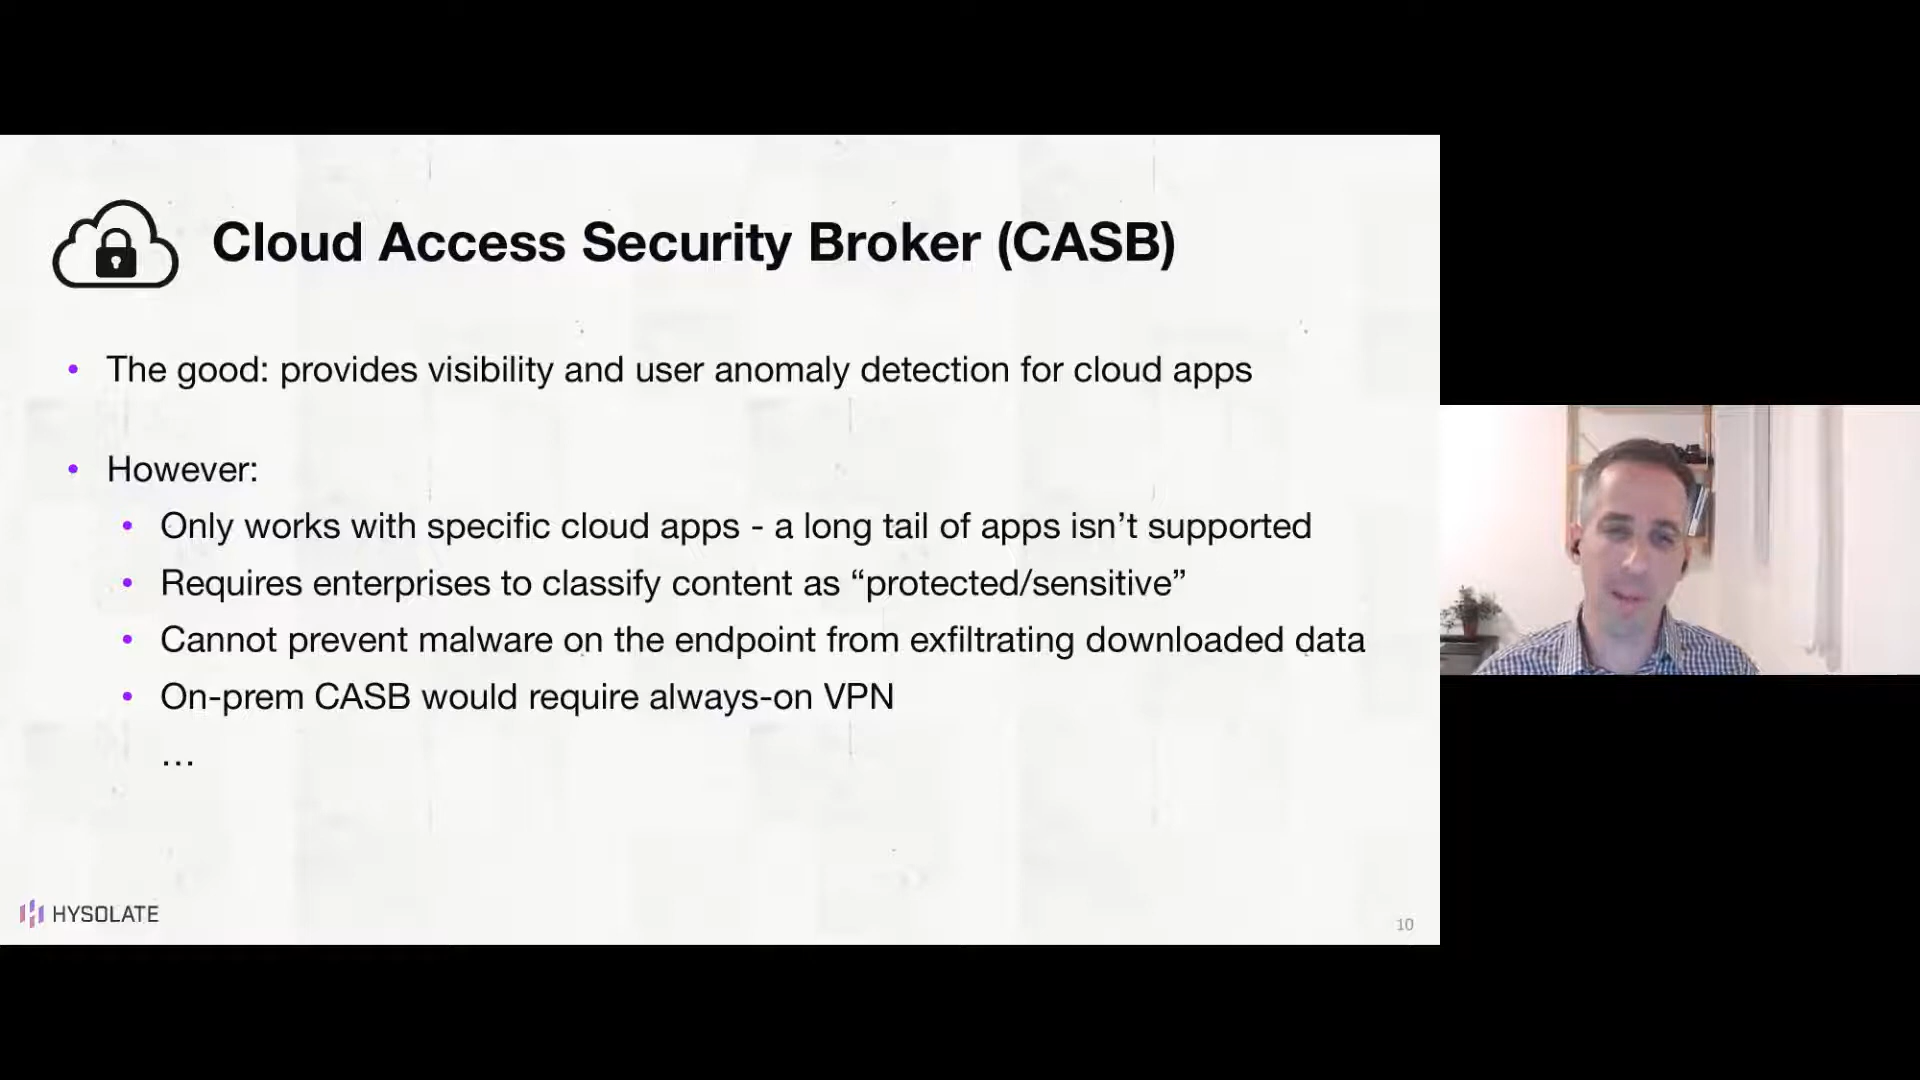 Cloud Access Security Broker (CASB)
• The good: provides visibility and user anomaly detection for cloud apps
• However:
• Only works with specific cloud apps - a long tail of apps isn’t supported
• Requires enterprises to classify content as “protected/sensitive”
• Cannot prevent malware on the endpoint from exfiltrating downloaded data
• On-prem CASB would require always-on VPN
…
HYSOLATE
10